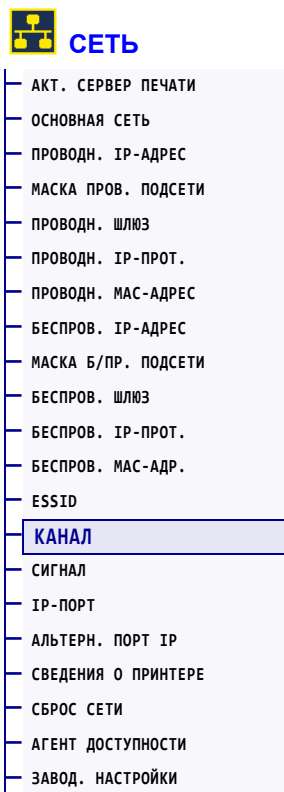 СЕТЬ
АКТ. СЕРВЕР ПЕЧАТИ
ОСНОВНАЯ СЕТЬ
ПРОВОДН. IP-АДРЕС
МАСКА ПРОВ. ПОДСЕТИ
ПРОВОДН. ШЛЮЗ
ПРОВОДН. IP-ПРОТ.
ПРОВОДН. MAC-АДРЕС
БЕСПРОВ. IP-АДРЕС
МАСКА Б/ПР. ПОДСЕТИ
БЕСПРОВ. ШЛЮЗ
БЕСПРОВ. IP-ПРОТ.
БЕСПРОВ. MAC-АДР.
ESSID
КАНАЛ
СИГНАЛ
IP-ПОРТ
АЛЬТЕРН. ПОРТ IP
СВЕДЕНИЯ О ПРИНТЕРЕ
СБРОС СЕТИ
АГЕНТ ДОСТУПНОСТИ
ЗАВОД. НАСТРОЙКИ